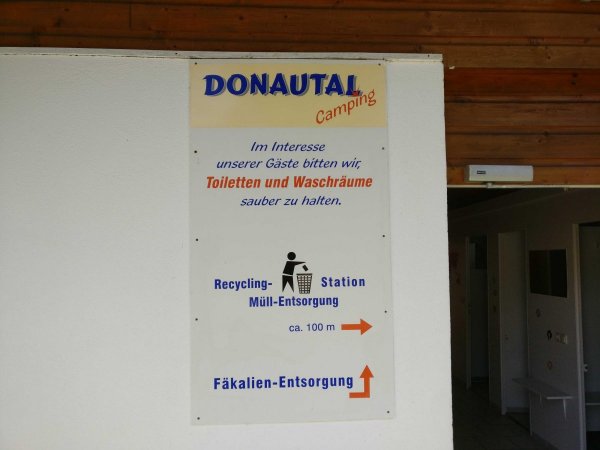 DONAUTAL
Camping
Im Interesse
unserer Gäste bitten wir,
Toiletten und Waschräume
sauber zu halten.
Recycling- Station
Müll-Entsorgung
ca. 100 m
Fäkalien-Entsorgung